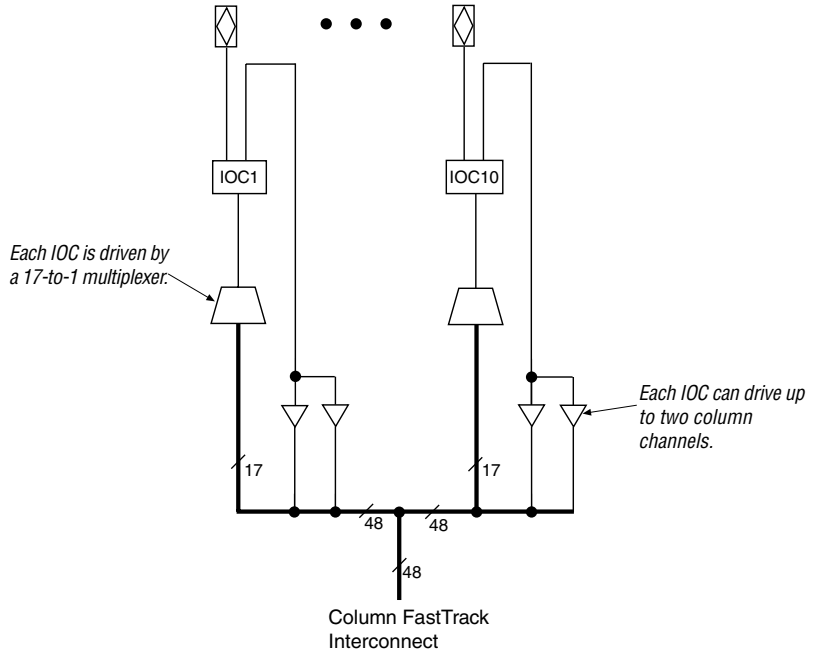 IOC1
IOC10
Each IOC is driven by
a 17-to-1 multiplexer.
Each IOC can drive up
to two column
channels.
17
17
48
48
48
Column FastTrack
Interconnect